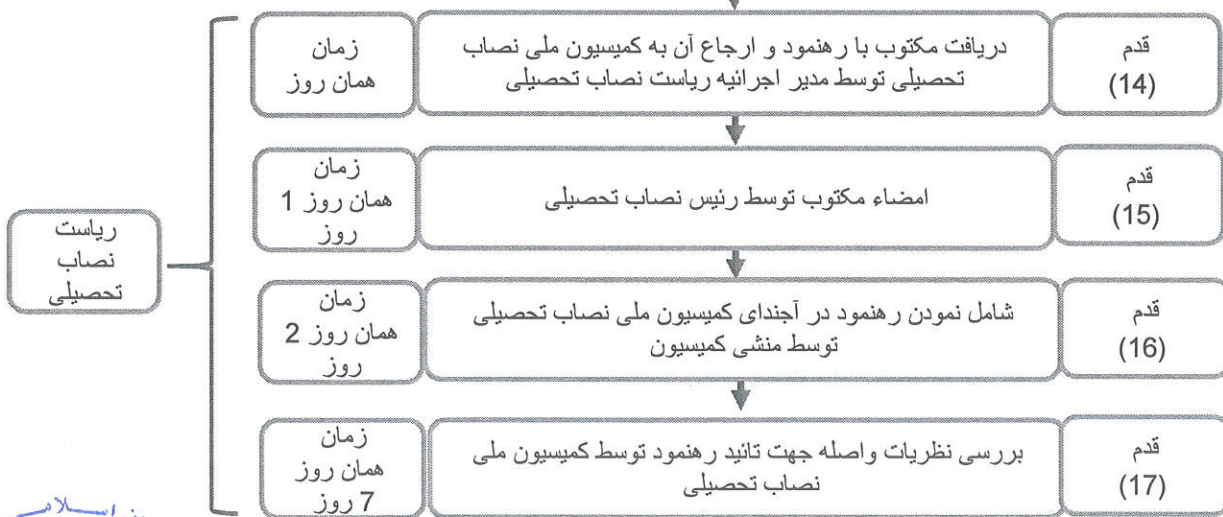 قدم
(14)
دریافت مکتوب با رهنمود و ارجاع آن به کمیسیون ملی نصاب
تحصیلی توسط مدیر اجرائیه ریاست نصاب تحصیلی
زمان
همان روز
قدم
(15)
امضاء مکتوب توسط رئیس نصاب تحصیلی
زمان
همان روز 1
روز
قدم
(16)
شامل نمودن رهنمود در آجندای کمیسیون ملی نصاب تحصیلی
توسط منشی کمیسیون
زمان
همان روز 2
روز
قدم
(17)
بررسی نظریات واصله جهت تائید رهنمود توسط کمیسیون ملی
نصاب تحصیلی
زمان
همان روز
7 روز
ریاست
نصاب
تحصیلی